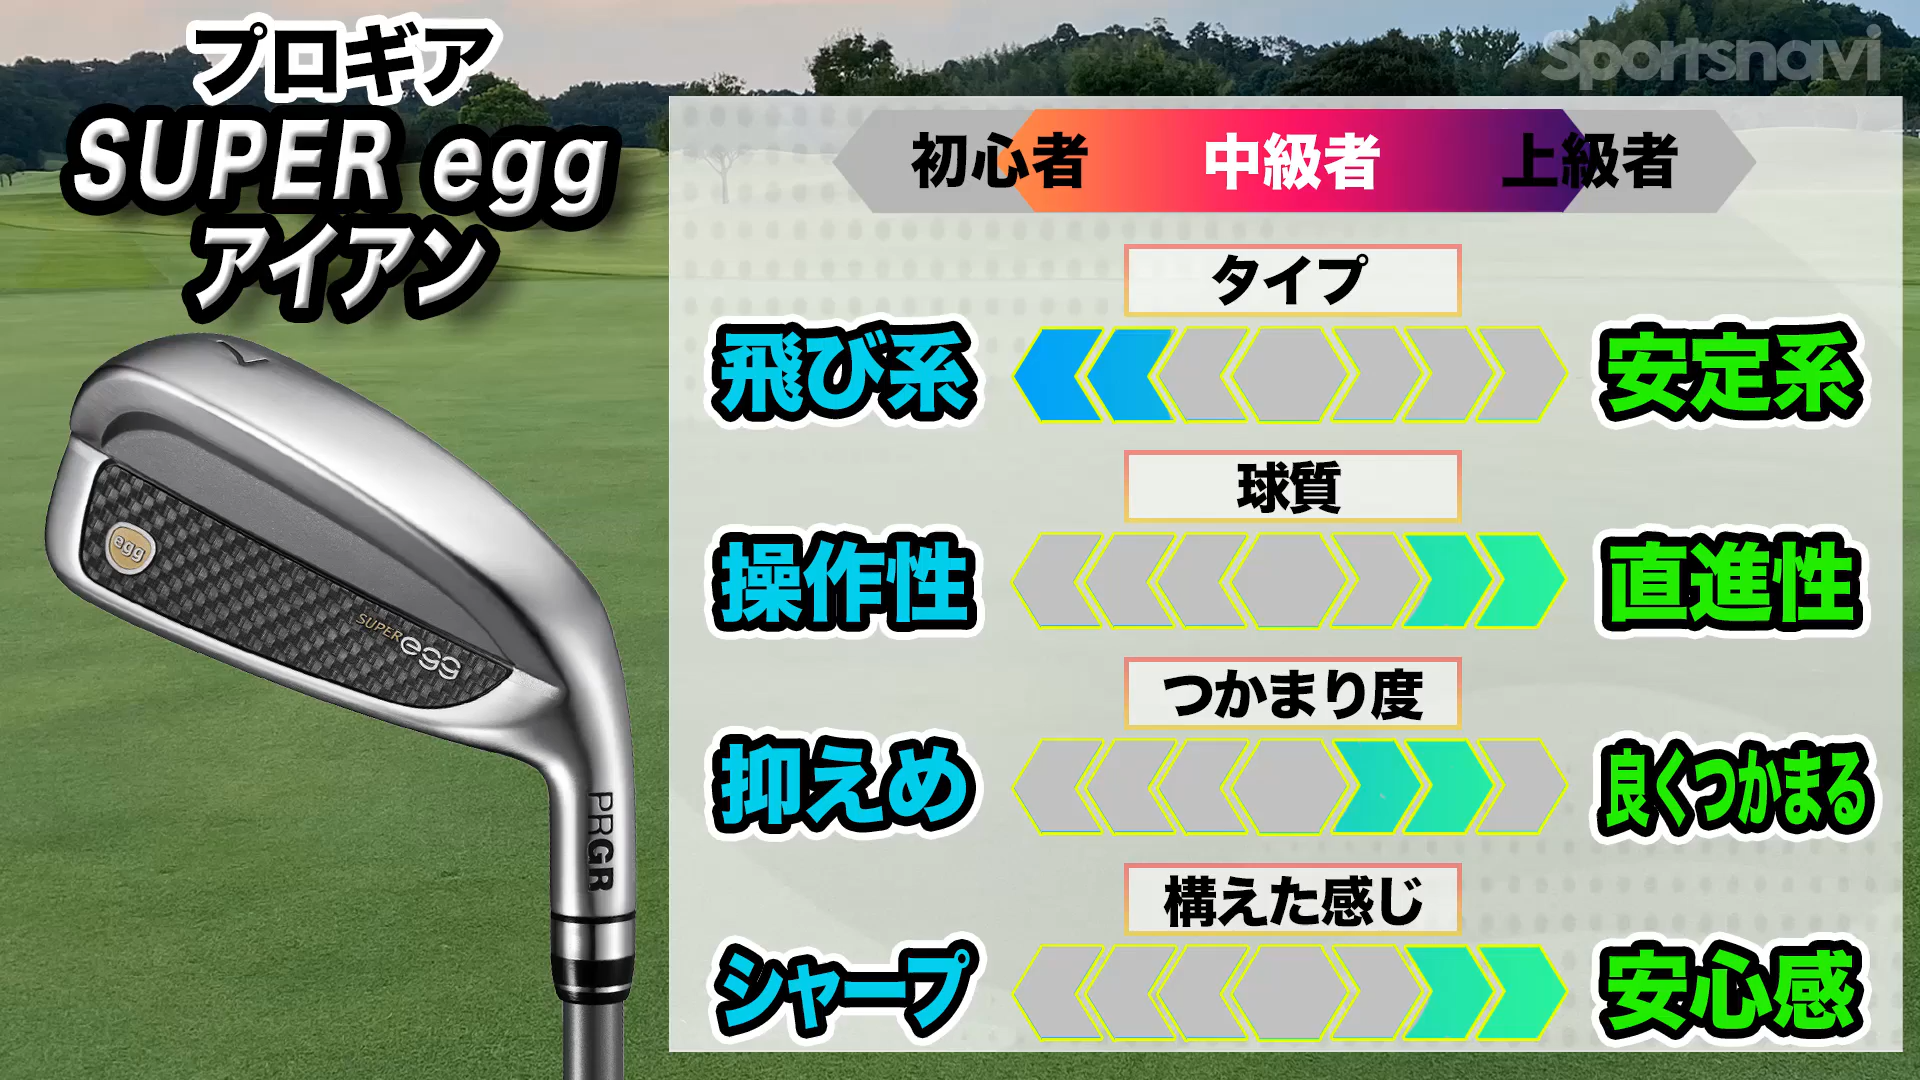 プロギア
SUPER egg
アイアン
Sportsnavi
初心者 中級者 上級者
タイプ
飛び系 安定系
球質
操作性 直進性
つかまり度
抑えめ 良くつかまる
構えた感じ
シャープ 安心感
7
egg
SUPER egg
PRGR